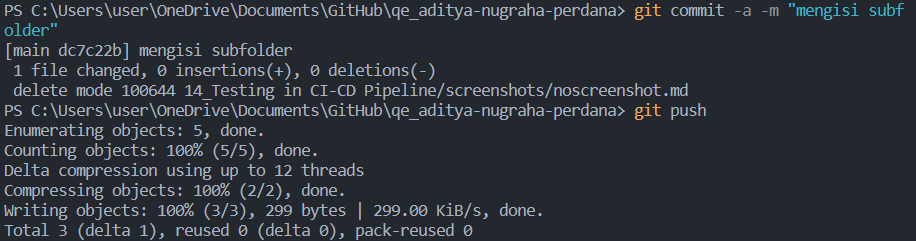 PS C:\Users\user\OneDrive\Documents\GitHub\qe_aditya-nugraha-perdana> git commit -a -m "mengisi subf
older"
[main dc7c22b] mengisi subfolder
 1 file changed, 0 insertions(+), 0 deletions(-)
 delete mode 100644 14_Testing in CI-CD Pipeline/screenshots/noscreenshot.md
PS C:\Users\user\OneDrive\Documents\GitHub\qe_aditya-nugraha-perdana> git push
Enumerating objects: 5, done.
Counting objects: 100% (5/5), done.
Delta compression using up to 12 threads
Compressing objects: 100% (2/2), done.
Writing objects: 100% (3/3), 299 bytes | 299.00 KiB/s, done.
Total 3 (delta 1), reused 0 (delta 0), pack-reused 0